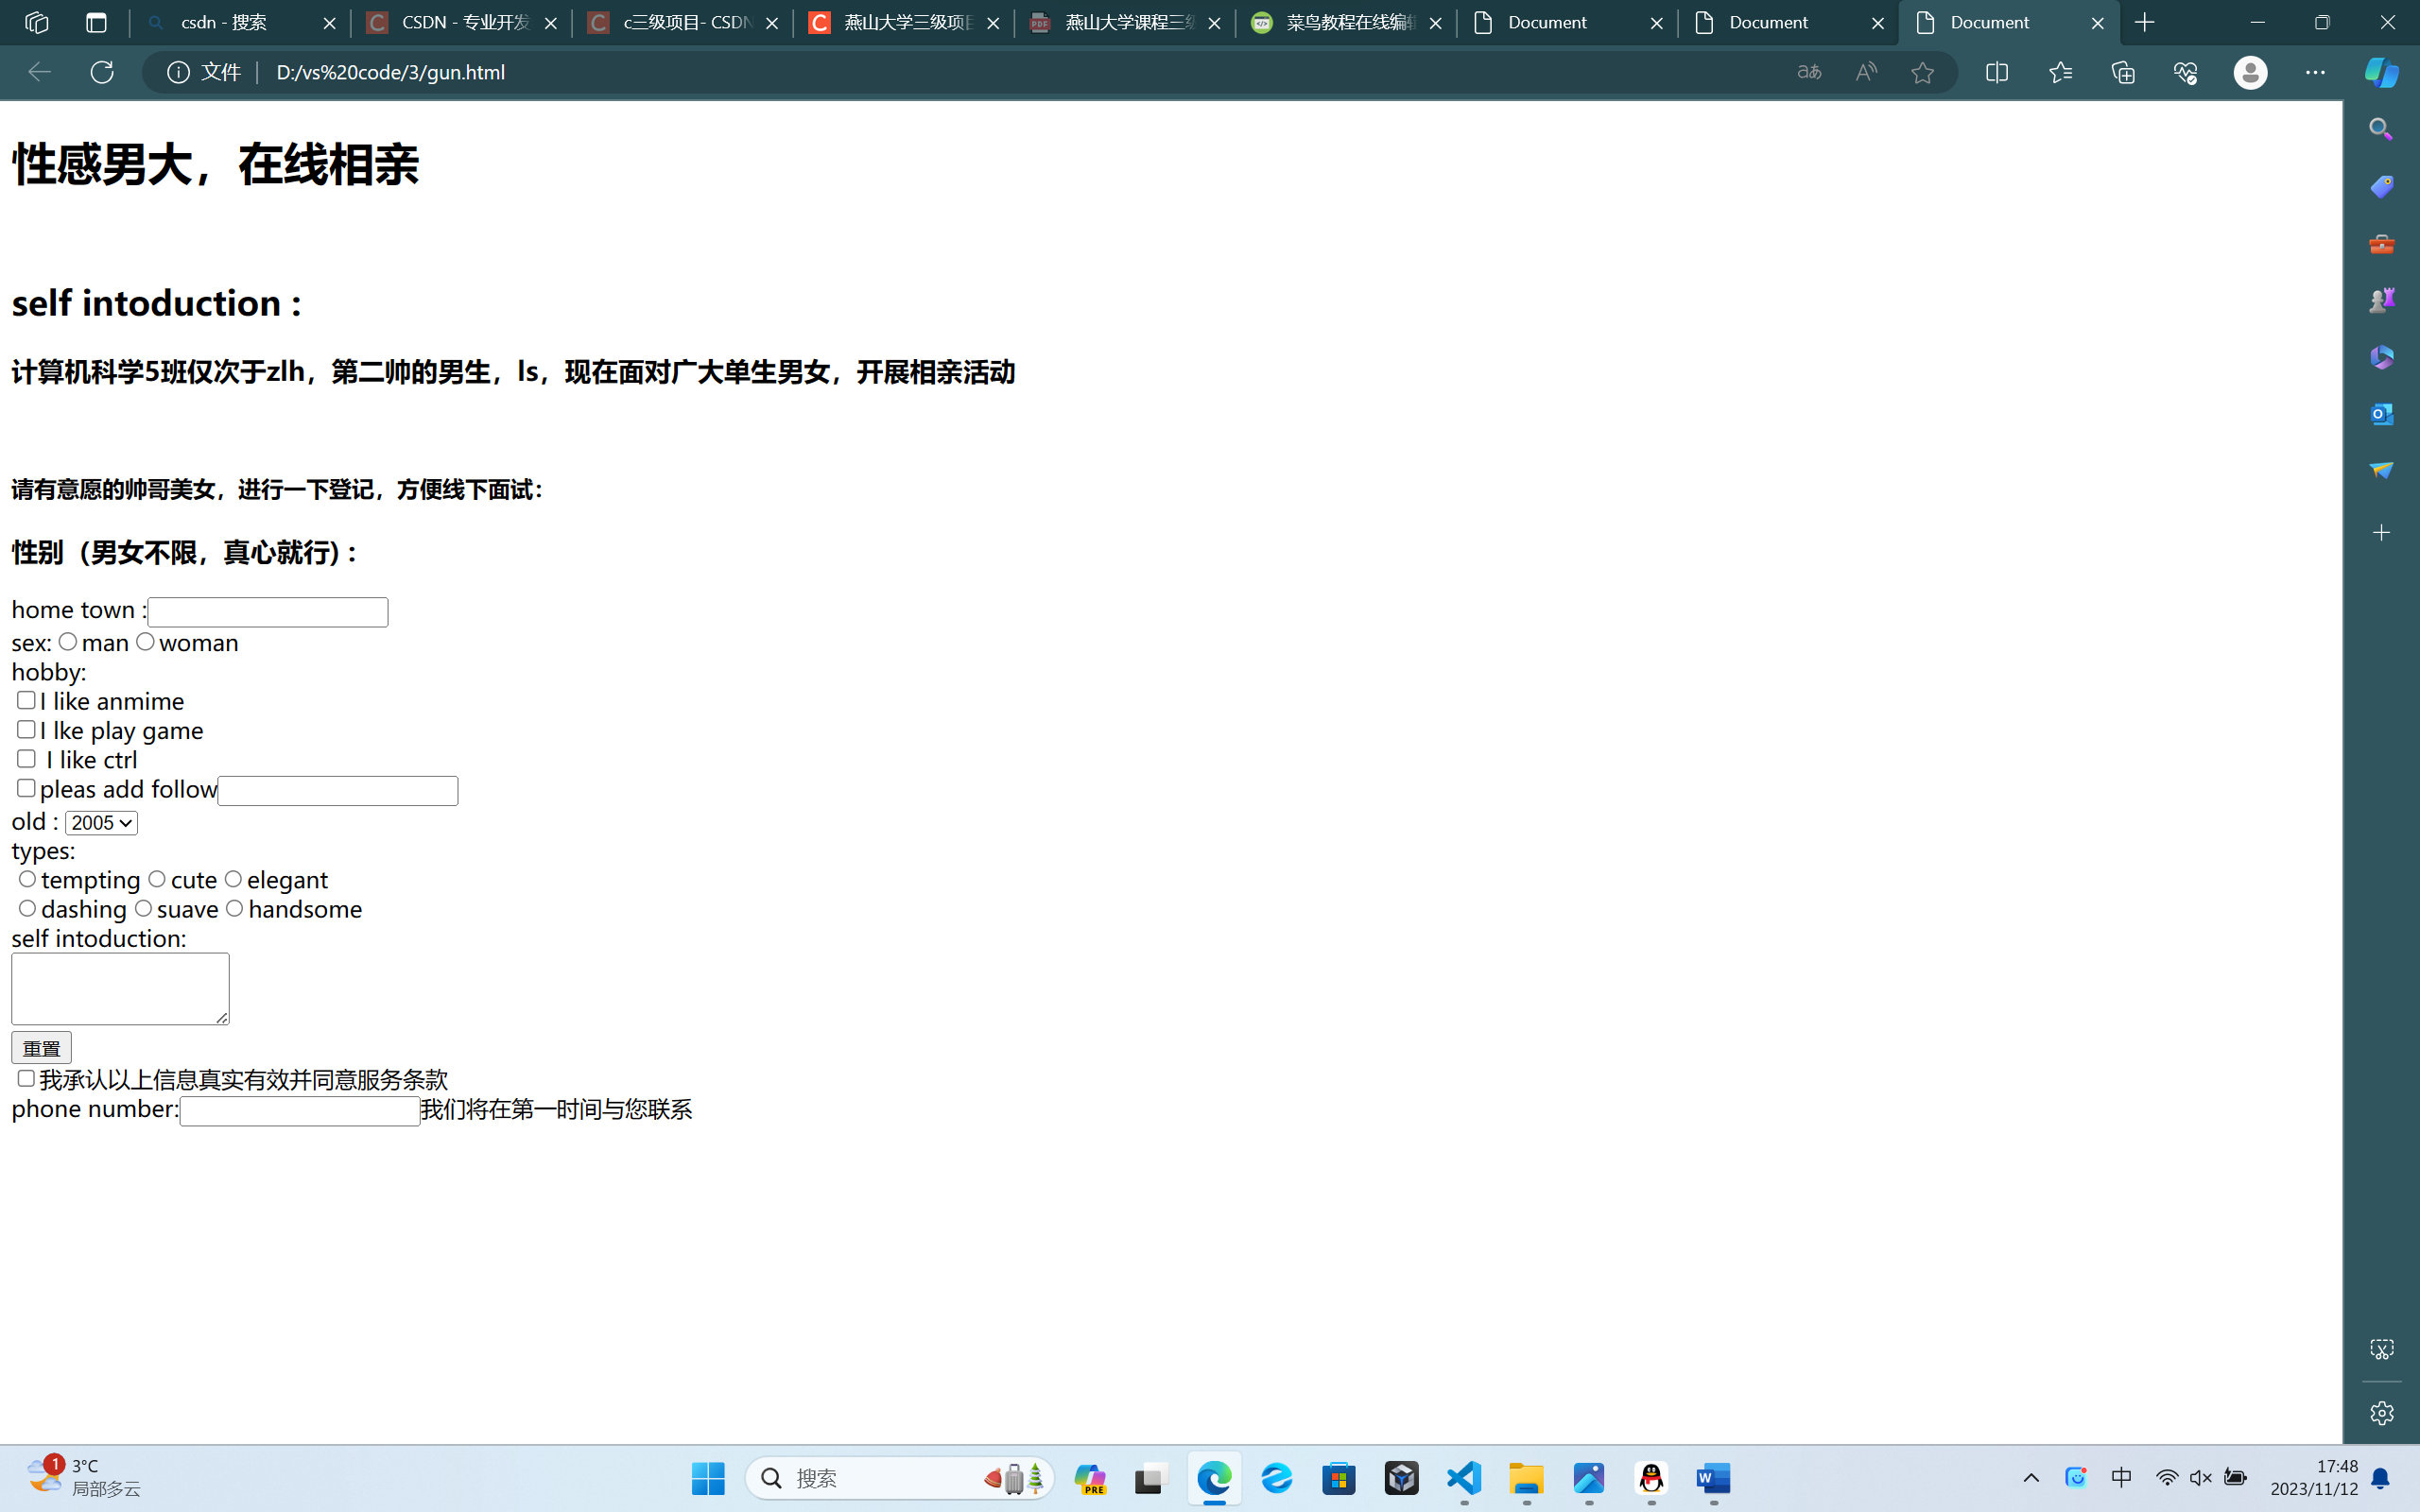 csdn - 搜索
CSDN - 专业开发
c三级项目- CSDN
燕山大学三级项目
燕山大学课程三级
菜鸟教程在线编辑
Document
Document
Document
文件
D:/vs%20code/3/gun.html
性感男大，在线相亲
self intoduction :
计算机科学5班仅次于zlh，第二帅的男生，ls，现在面对广大单生男女，开展相亲活动
请有意愿的帅哥美女，进行一下登记，方便线下面试：
性别（男女不限，真心就行)：
home town :
sex: man woman
hobby:
I like anmime
I lke play game
I like ctrl
pleas add follow
old : 2005
types:
tempting cute elegant
dashing suave handsome
self intoduction:
重置
我承认以上信息真实有效并同意服务条款
phone number:我们将在第一时间与您联系
1
3°C
局部多云
搜索
PRE
中
17:48
2023/11/12